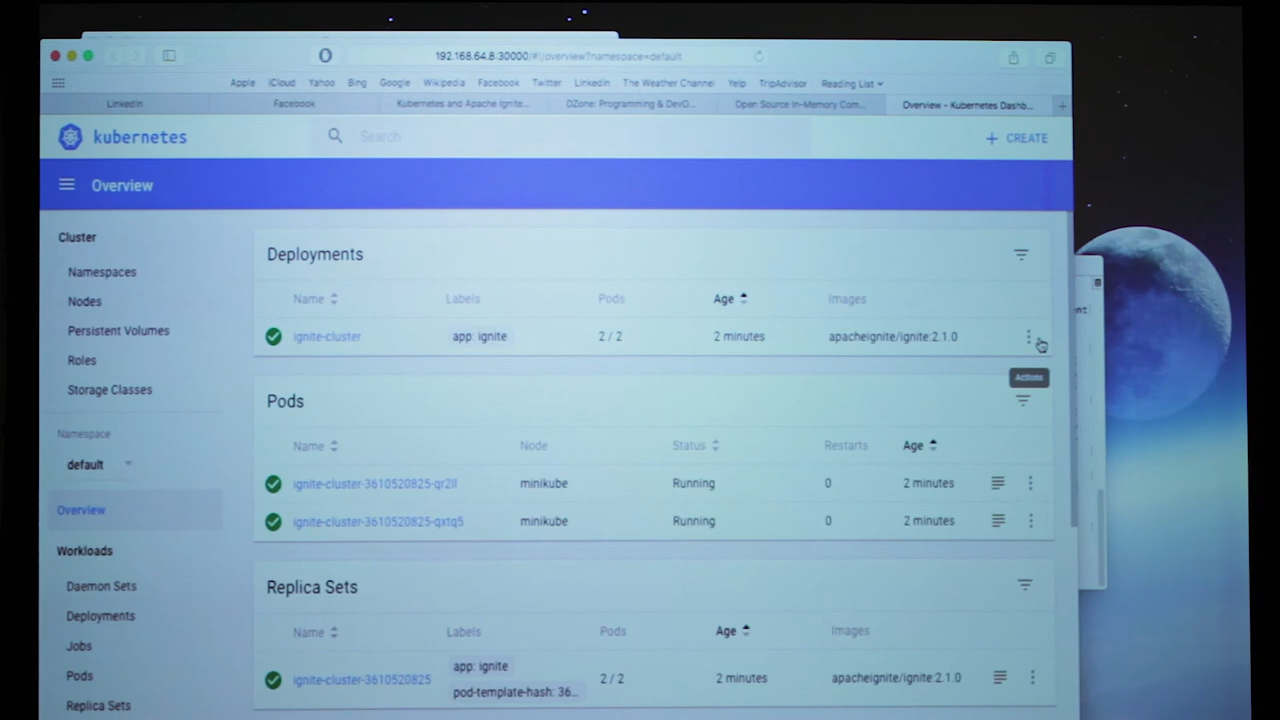 192.168.64.8:30000/#!/overview?namespace=default
Apple iCloud Yahoo Bing Google Wikipedia Facebook Twitter LinkedIn The Weather Channel Yelp TripAdvisor Reading List
LinkedIn Facebook Kubernetes and Apache Ignite... DZone: Programming & DevO... Open Source In-Memory Com... Overview - Kubernetes Dashb... +
kubernetes Search + CREATE
Overview
Cluster
Namespaces
Nodes
Persistent Volumes
Roles
Storage Classes
Namespace
default
Overview
Workloads
Daemon Sets
Deployments
Jobs
Pods
Replica Sets
Deployments
Name Labels Pods Age Images
ignite-cluster app: ignite 2 / 2 2 minutes apacheignite/ignite:2.1.0
Actions
Pods
Name Node Status Restarts Age
ignite-cluster-3610520825-qr2ll minikube Running 0 2 minutes
ignite-cluster-3610520825-qxtq5 minikube Running 0 2 minutes
Replica Sets
Name Labels Pods Age Images
ignite-cluster-3610520825 app: ignite 2 / 2 2 minutes apacheignite/ignite:2.1.0
pod-template-hash: 36...